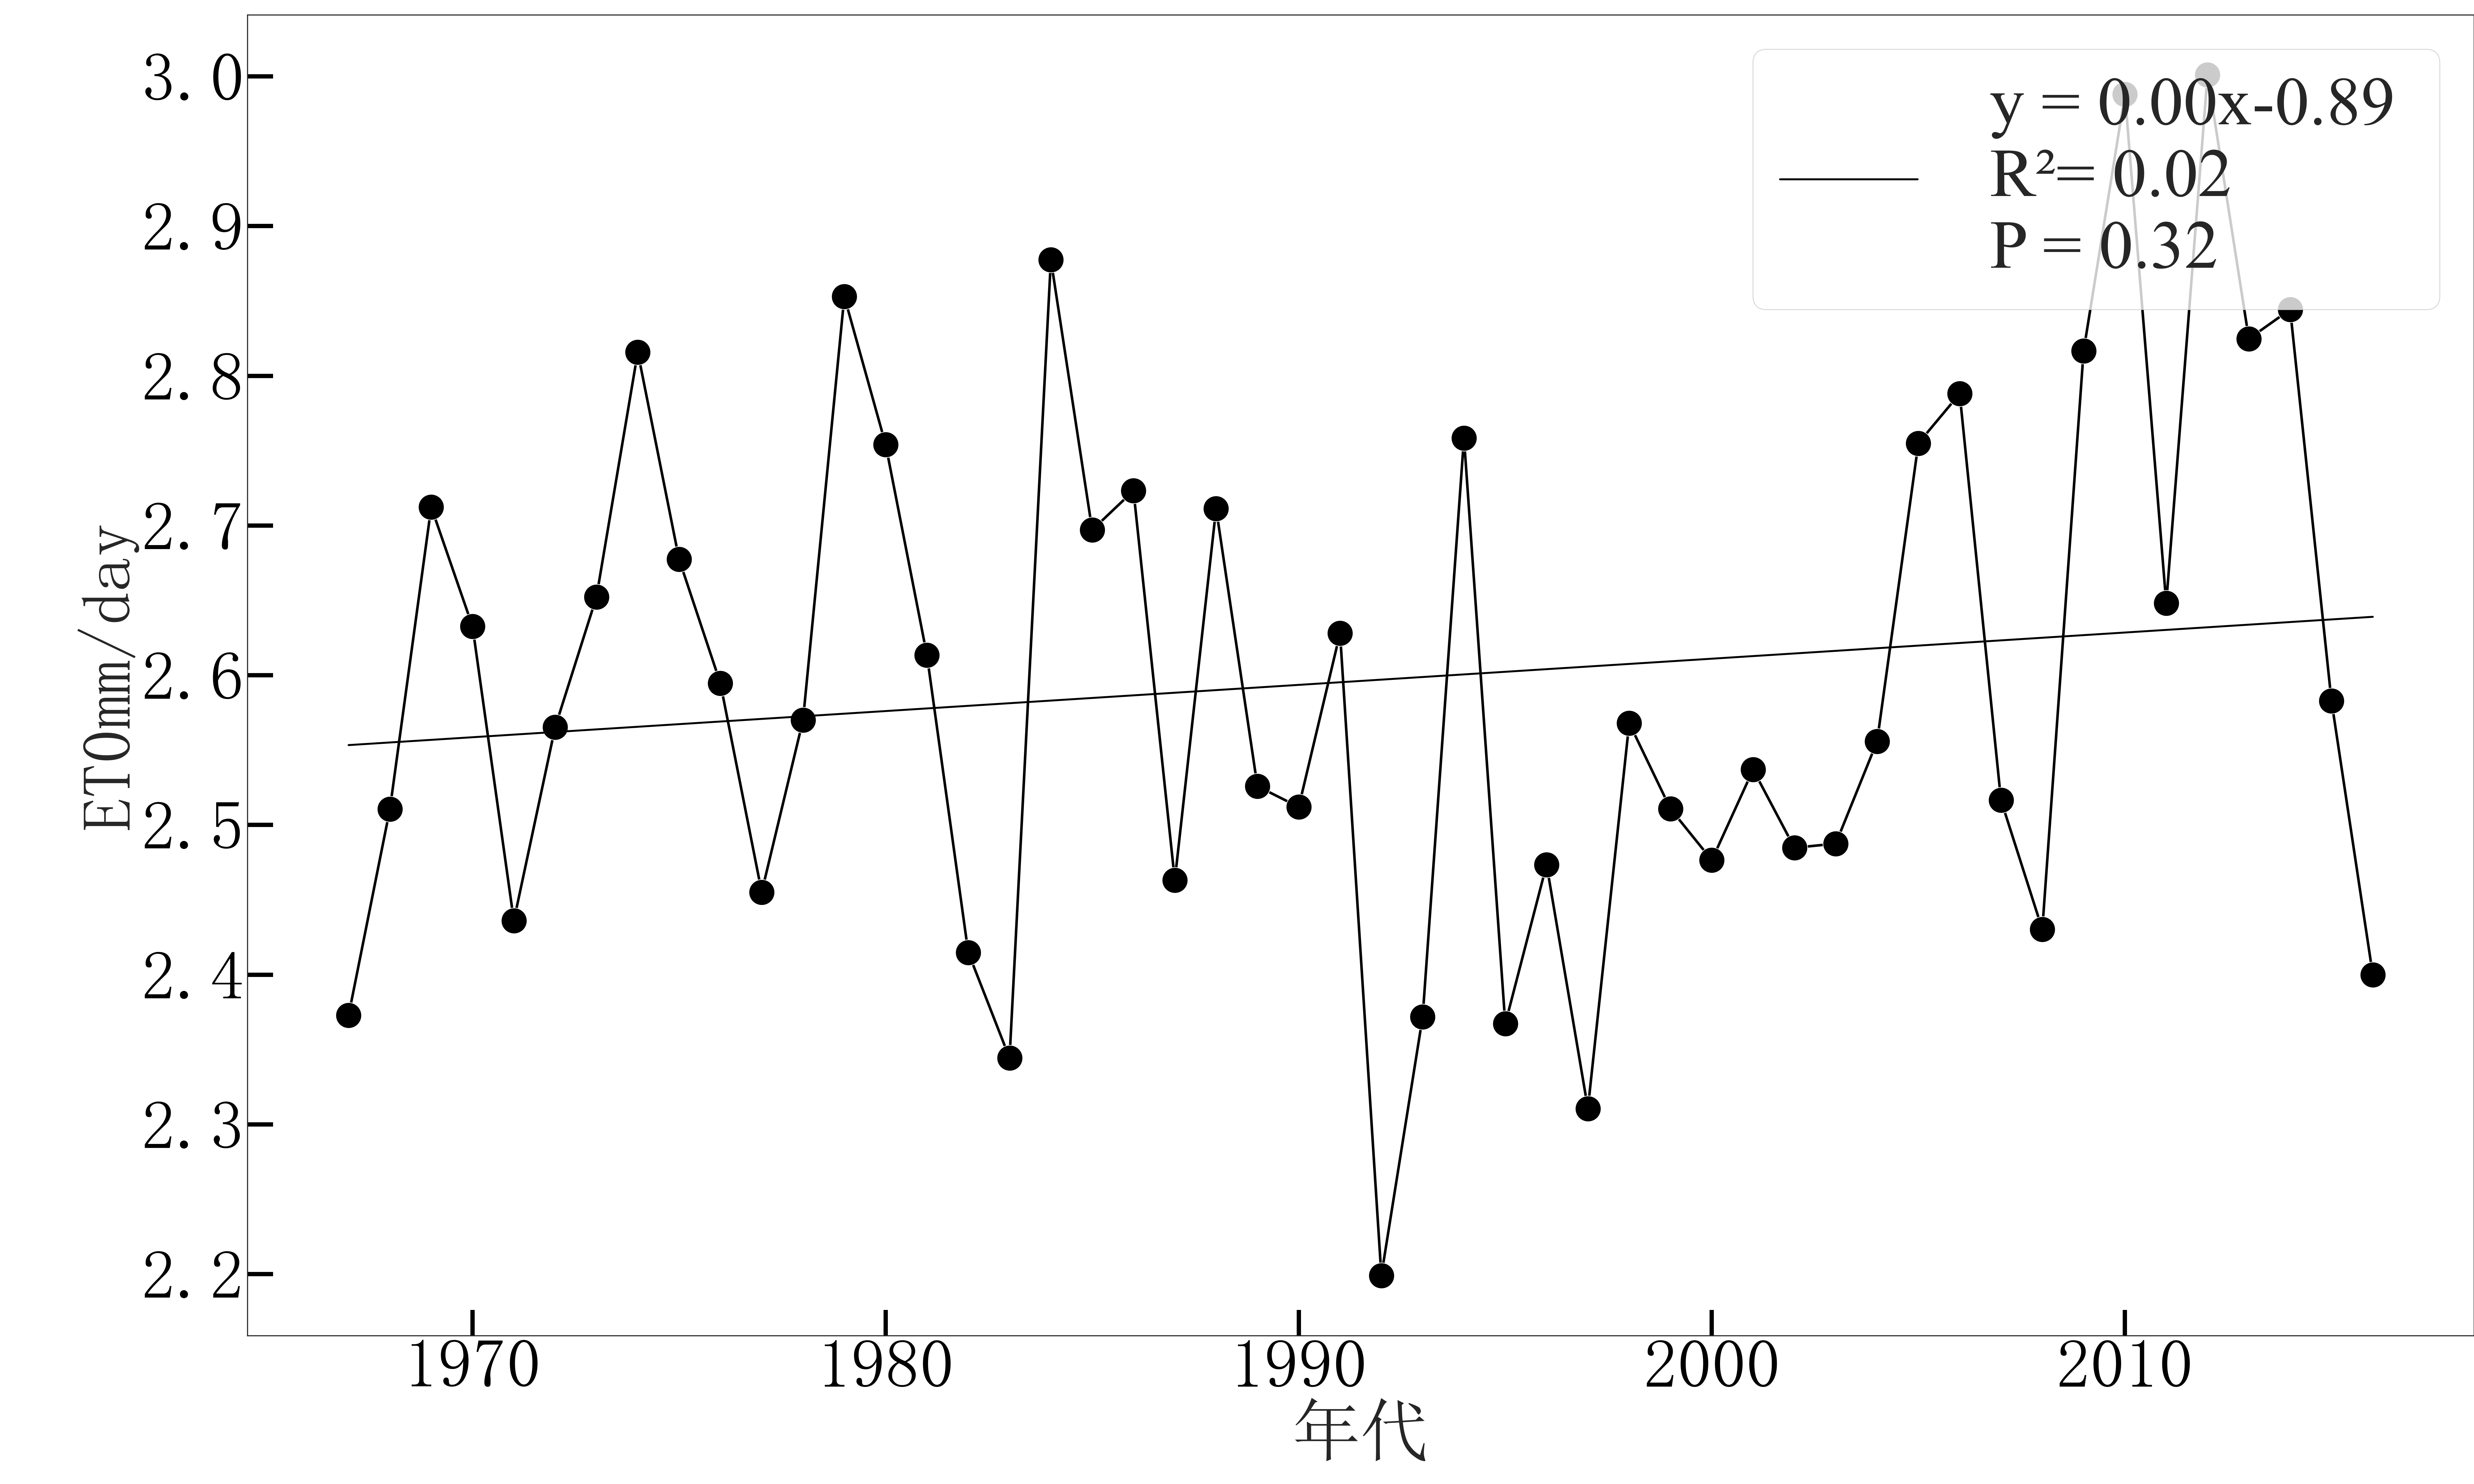 3.0
2.9
2.8
2.7
2.6
2.5
2.4
2.3
2.2
ET0mm/day
y = 0.00x-0.89
R²= 0.02
P = 0.32
1970 1980 1990 2000 2010
年代